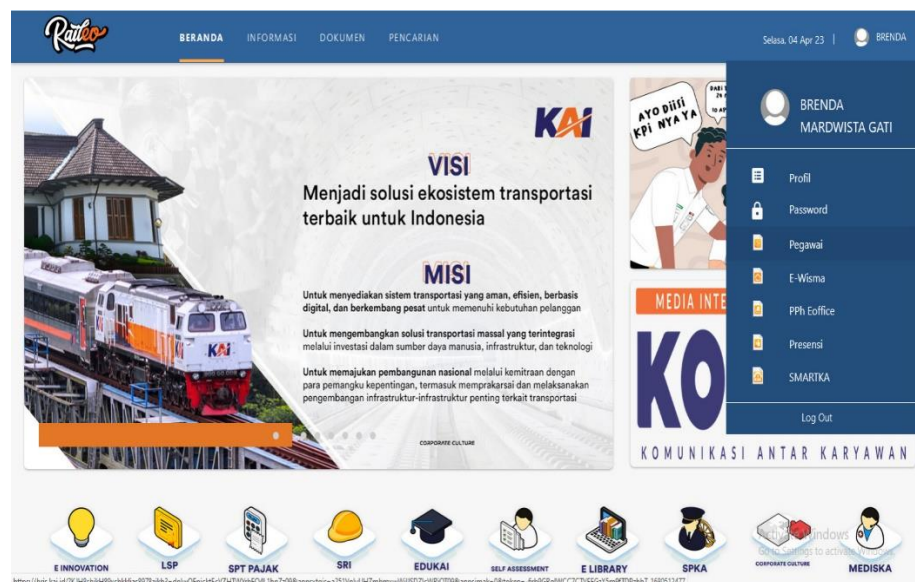 Raileo
BERANDA INFORMASI DOKUMEN PENCARIAN
Selasa, 04 Apr 23 | BRENDA
KAI
VISI
Menjadi solusi ekosistem transportasi
terbaik untuk Indonesia
MISI
Untuk menyediakan sistem transportasi yang aman, efisien, berbasis
digital, dan berkembang pesat untuk memenuhi kebutuhan pelanggan
Untuk mengembangkan solusi transportasi massal yang terintegrasi
melalui investasi dalam sumber daya manusia, infrastruktur, dan teknologi
Untuk memajukan pembangunan nasional melalui kemitraan dengan
para pemangku kepentingan, termasuk memprakarsai dan melaksanakan
pengembangan infrastruktur-infrastruktur penting terkait transportasi
CORPORATE CULTURE
KAI
AYO DIISI
KPI NYA YA
DARI
MEDIA INTE
KO
KOMUNIKASI ANTAR KARYAWAN
BRENDA
MARDWISTA GATI
Profil
Password
Pegawai
E-Wisma
PPh Eoffice
Presensi
SMARTKA
Log Out
E INNOVATION
LSP
SPT PAJAK
SRI
EDUKAI
SELF ASSESSMENT
E LIBRARY
SPKA
CORPORATE CULTURE
MEDISKA
Activate Windows
Go to Settings to activate Windows.